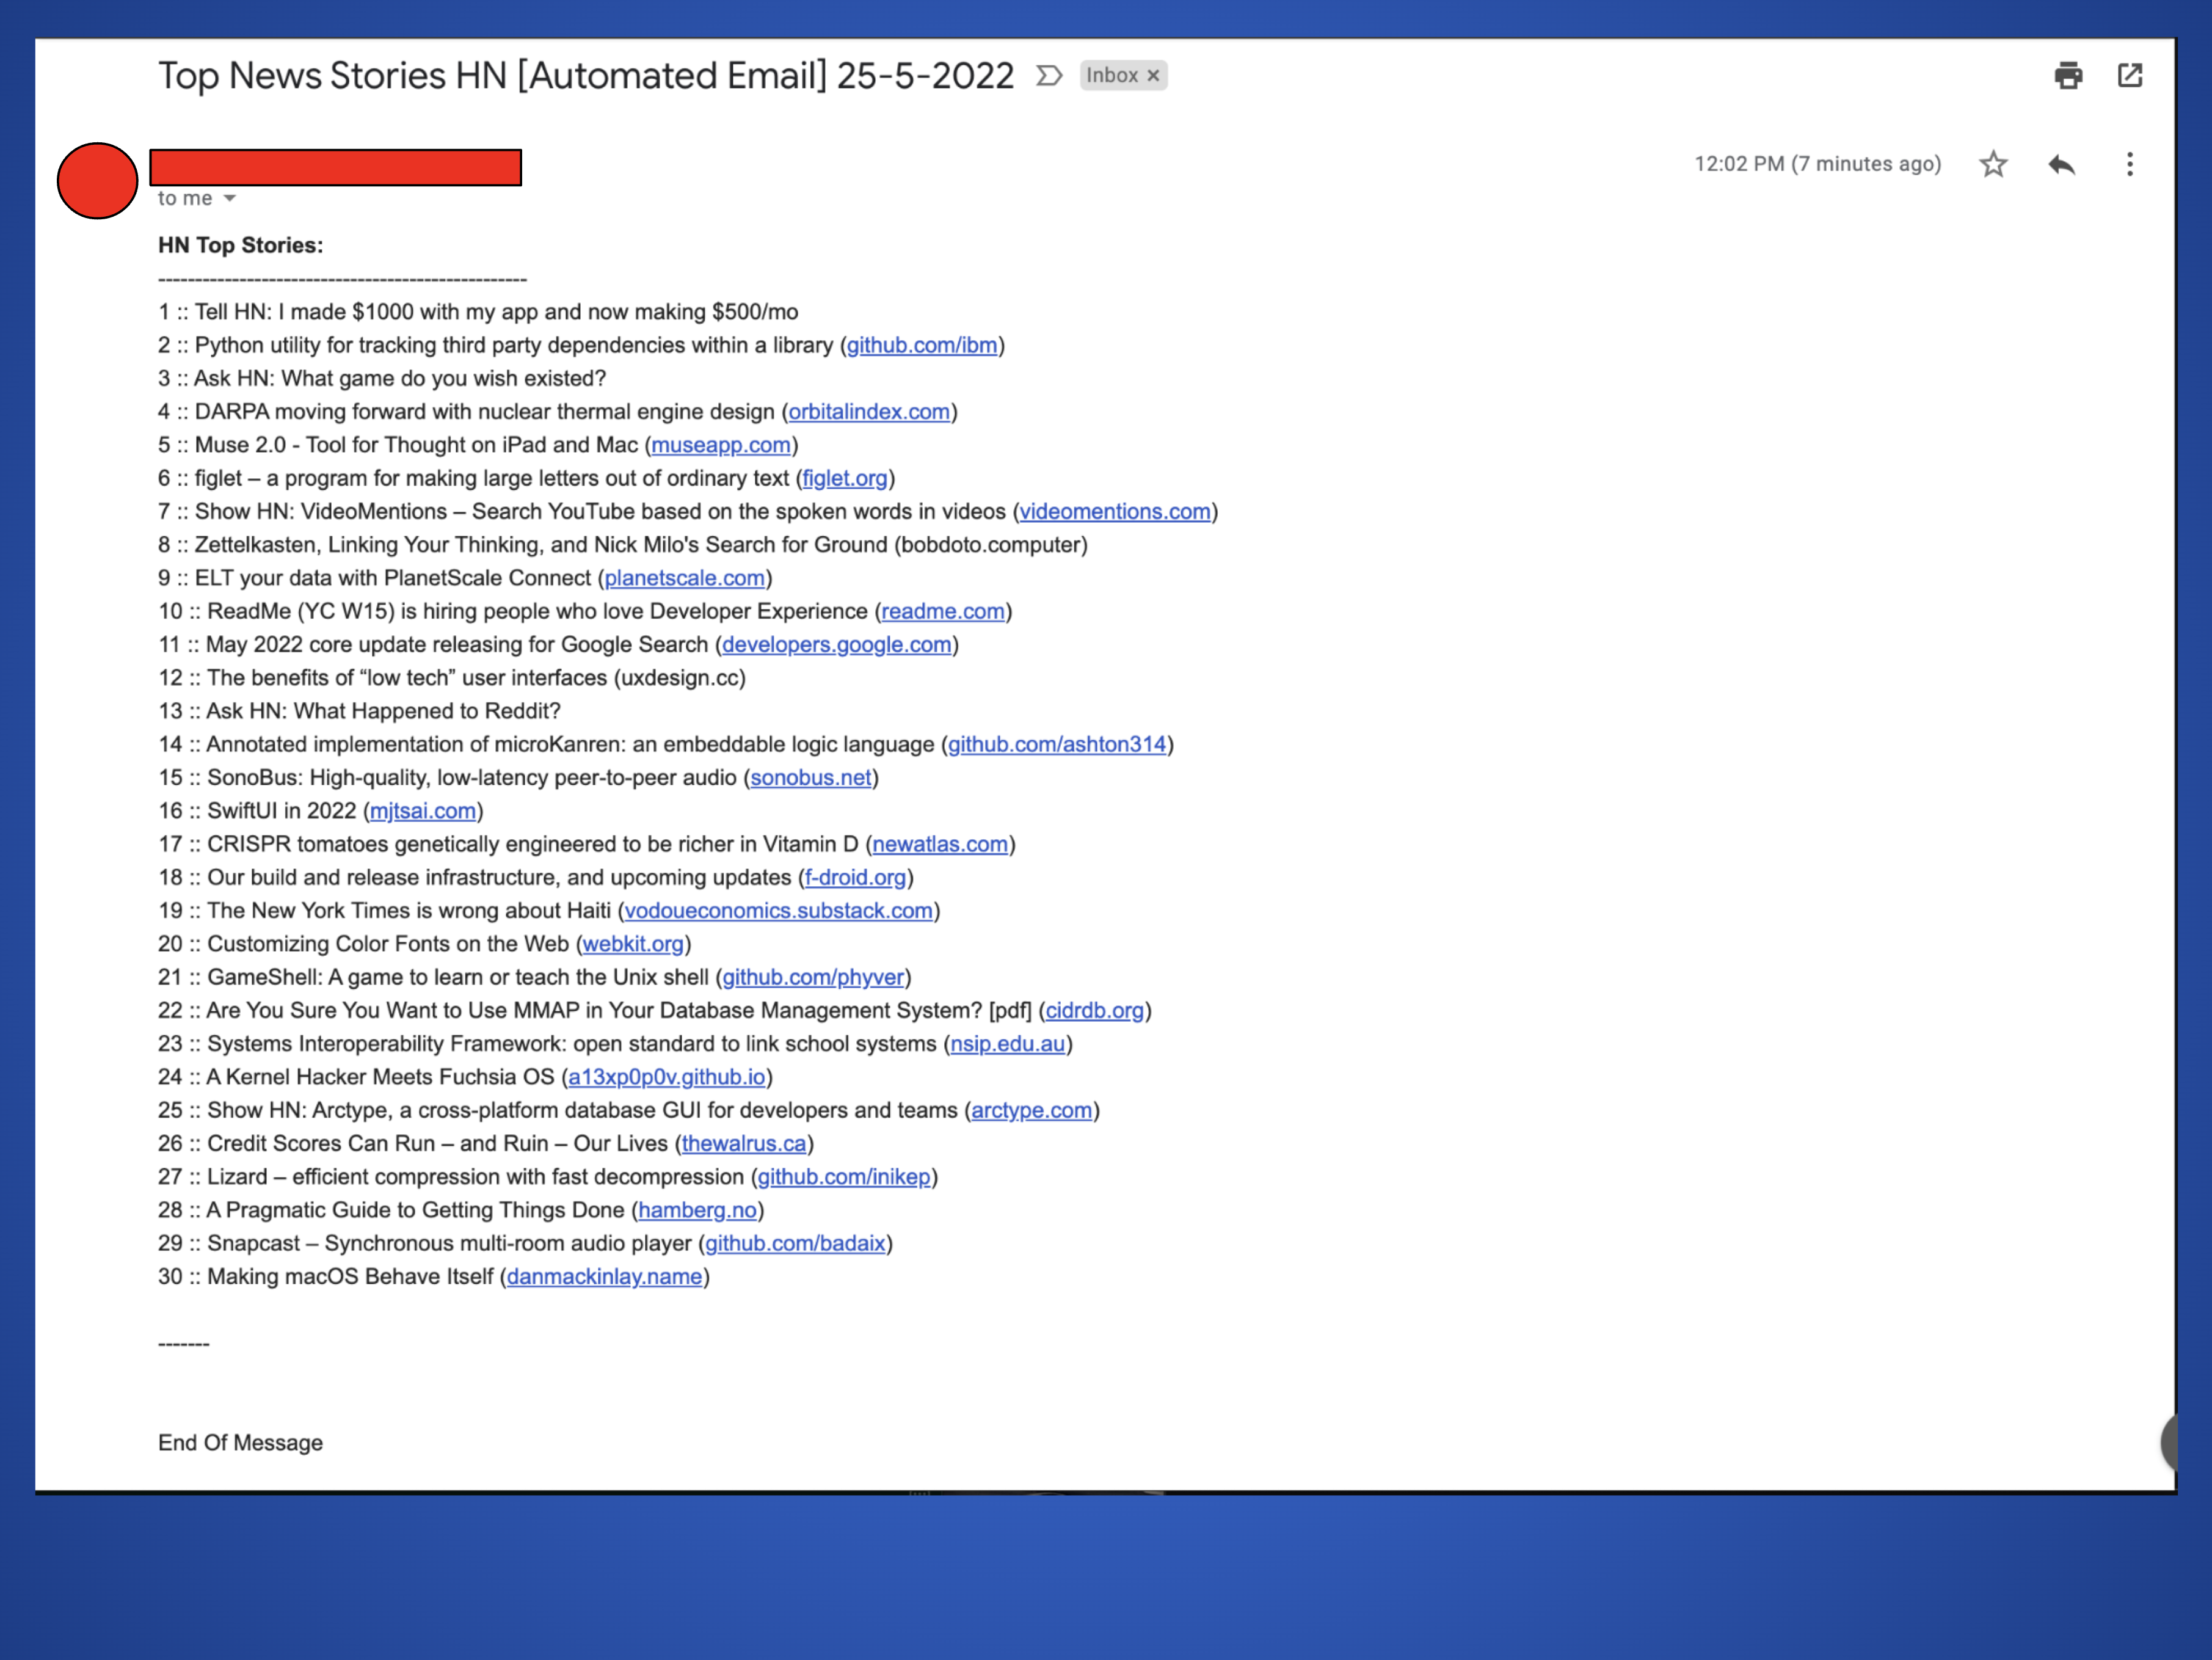 Top News Stories HN [Automated Email] 25-5-2022 Inbox ×
12:02 PM (7 minutes ago)
to me
HN Top Stories:
--------------------------------------------------
1 :: Tell HN: I made $1000 with my app and now making $500/mo
2 :: Python utility for tracking third party dependencies within a library (github.com/ibm)
3 :: Ask HN: What game do you wish existed?
4 :: DARPA moving forward with nuclear thermal engine design (orbitalindex.com)
5 :: Muse 2.0 - Tool for Thought on iPad and Mac (museapp.com)
6 :: figlet – a program for making large letters out of ordinary text (figlet.org)
7 :: Show HN: VideoMentions – Search YouTube based on the spoken words in videos (videomentions.com)
8 :: Zettelkasten, Linking Your Thinking, and Nick Milo's Search for Ground (bobdoto.computer)
9 :: ELT your data with PlanetScale Connect (planetscale.com)
10 :: ReadMe (YC W15) is hiring people who love Developer Experience (readme.com)
11 :: May 2022 core update releasing for Google Search (developers.google.com)
12 :: The benefits of “low tech” user interfaces (uxdesign.cc)
13 :: Ask HN: What Happened to Reddit?
14 :: Annotated implementation of microKanren: an embeddable logic language (github.com/ashton314)
15 :: SonoBus: High-quality, low-latency peer-to-peer audio (sonobus.net)
16 :: SwiftUI in 2022 (mjtsai.com)
17 :: CRISPR tomatoes genetically engineered to be richer in Vitamin D (newatlas.com)
18 :: Our build and release infrastructure, and upcoming updates (f-droid.org)
19 :: The New York Times is wrong about Haiti (vodoueconomics.substack.com)
20 :: Customizing Color Fonts on the Web (webkit.org)
21 :: GameShell: A game to learn or teach the Unix shell (github.com/phyver)
22 :: Are You Sure You Want to Use MMAP in Your Database Management System? [pdf] (cidrdb.org)
23 :: Systems Interoperability Framework: open standard to link school systems (nsip.edu.au)
24 :: A Kernel Hacker Meets Fuchsia OS (a13xp0p0v.github.io)
25 :: Show HN: Arctype, a cross-platform database GUI for developers and teams (arctype.com)
26 :: Credit Scores Can Run – and Ruin – Our Lives (thewalrus.ca)
27 :: Lizard – efficient compression with fast decompression (github.com/inikep)
28 :: A Pragmatic Guide to Getting Things Done (hamberg.no)
29 :: Snapcast – Synchronous multi-room audio player (github.com/badaix)
30 :: Making macOS Behave Itself (danmackinlay.name)
-------
End Of Message